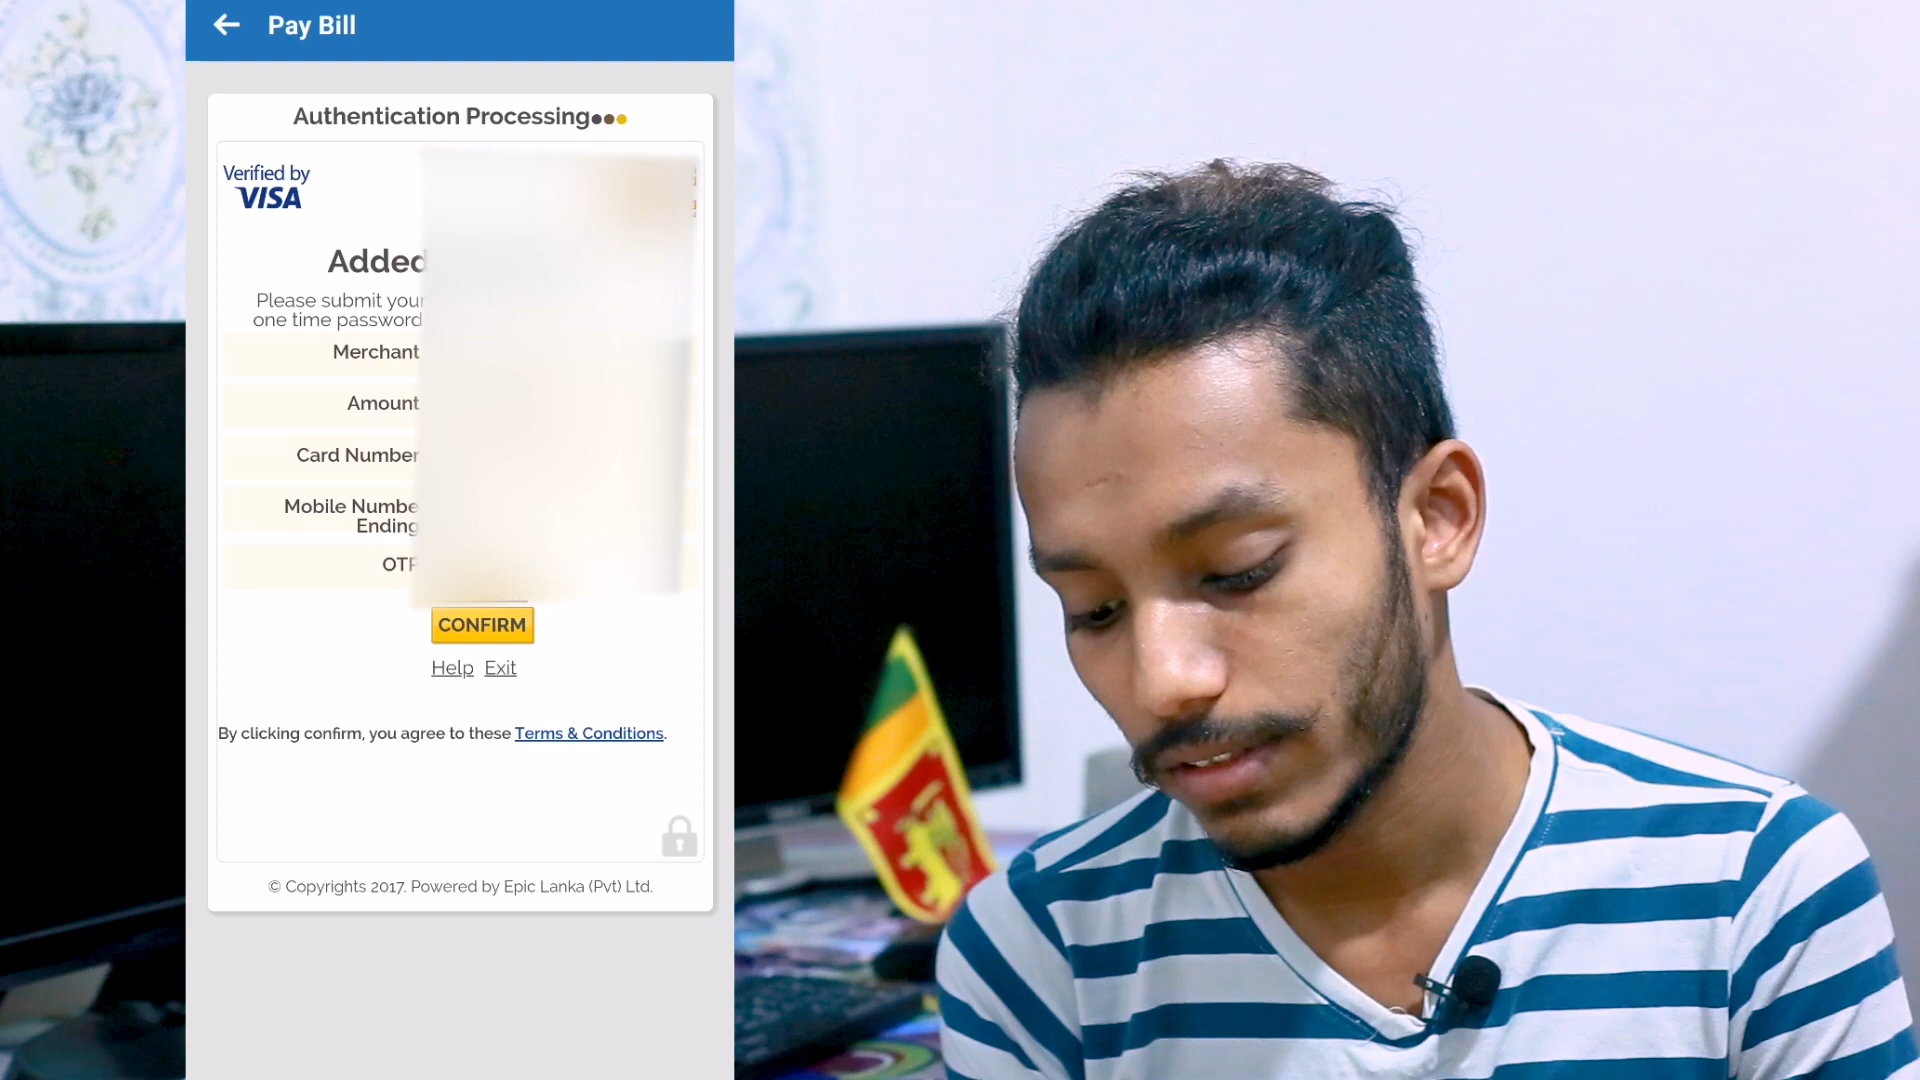 Pay Bill
Authentication Processing
Verified by
VISA
Added
Please submit your
one time password
Merchant
Amount
Card Number
Mobile Numbe
Ending
OTP
CONFIRM
Help Exit
By clicking confirm, you agree to these Terms & Conditions.
© Copyrights 2017. Powered by Epic Lanka (Pvt) Ltd.